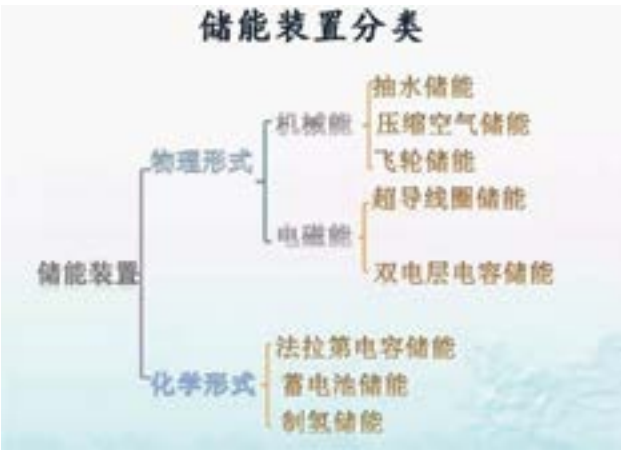 储能装置分类
抽水储能
机械能
压缩空气储能
物理形式
飞轮储能
超导线圈储能
电磁能
储能装置
双电层电容储能
法拉第电容储能
化学形式
蓄电池储能
制氢储能